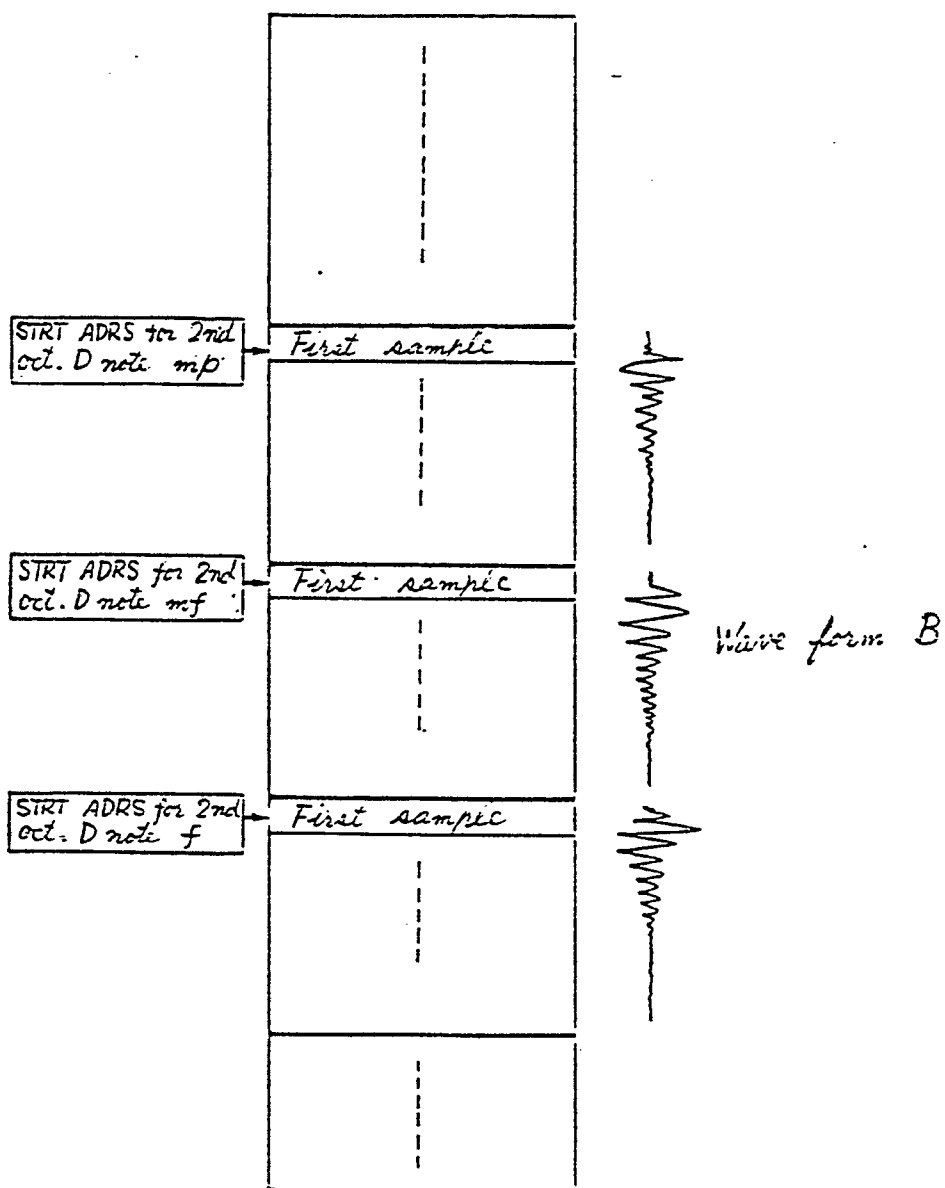 STRT ADRS for 2nd
oct. D note mp
First sample
STRT ADRS for 2nd
oct. D note mf
First sample
Wave form B
STRT ADRS for 2nd
oct. D note f
First sample